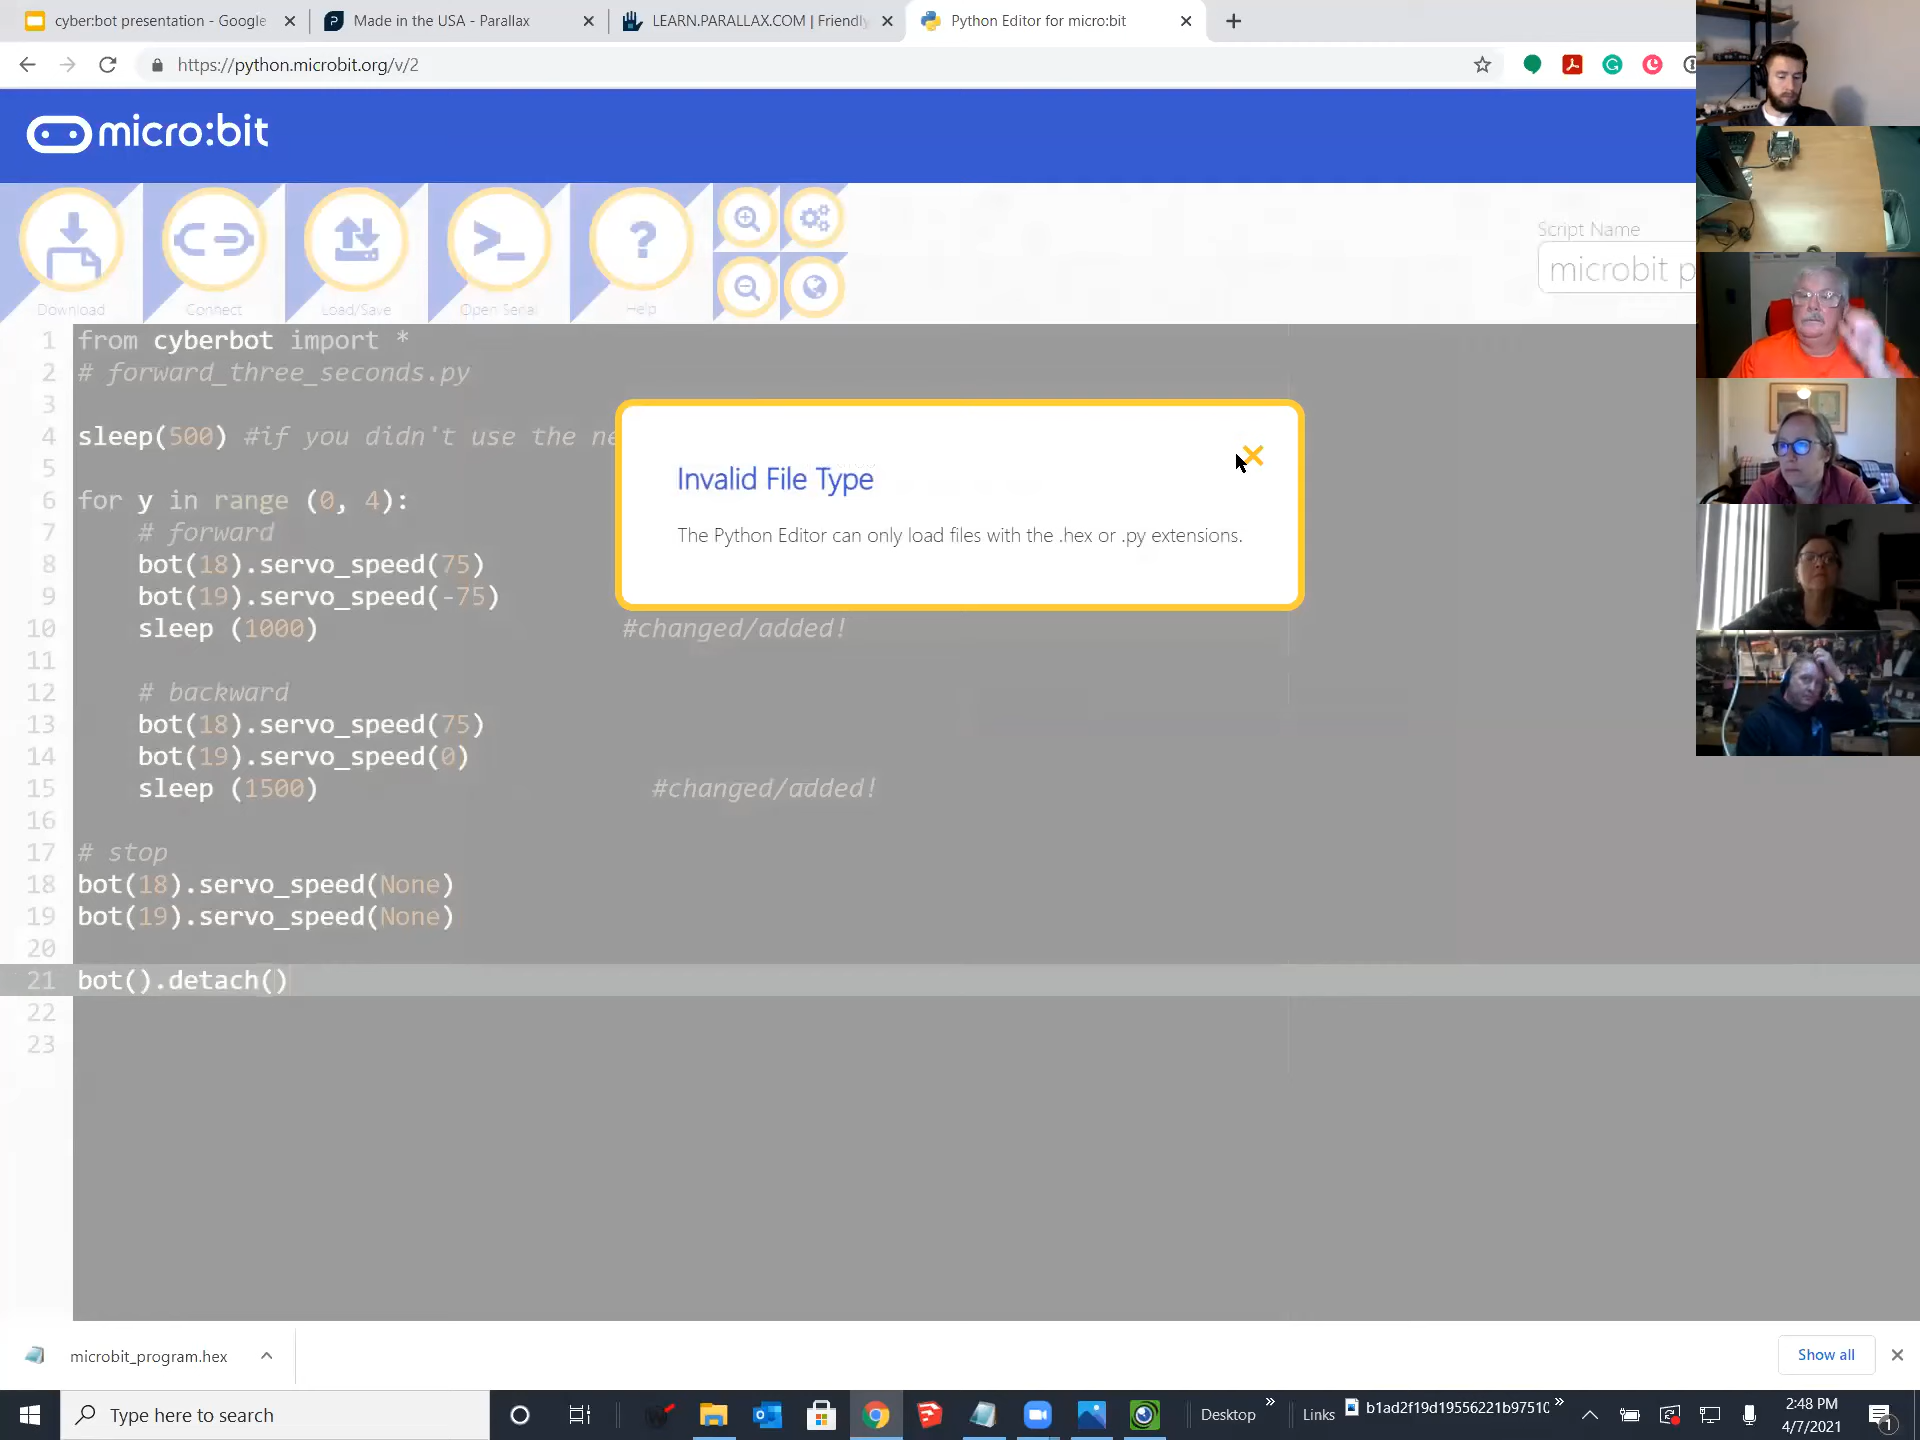 cyber:bot presentation - Google
Made in the USA - Parallax
LEARN.PARALLAX.COM | Friendly
Python Editor for micro:bit
https://python.microbit.org/v/2
micro:bit
Download
Connect
Load/Save
Open Serial
Help
Script Name
microbit p
1 from cyberbot import *
2 # forward_three_seconds.py
3
4 sleep(500) #if you didn't use the ne
5
6 for y in range (0, 4):
7 # forward
8 bot(18).servo_speed(75)
9 bot(19).servo_speed(-75)
10 sleep (1000) #changed/added!
11
12 # backward
13 bot(18).servo_speed(75)
14 bot(19).servo_speed(0)
15 sleep (1500) #changed/added!
16
17 # stop
18 bot(18).servo_speed(None)
19 bot(19).servo_speed(None)
20
21 bot().detach()
22
23
Invalid File Type
The Python Editor can only load files with the .hex or .py extensions.
microbit_program.hex
Show all
Type here to search
Desktop
Links
b1ad2f19d19556221b97510
2:48 PM
4/7/2021
1